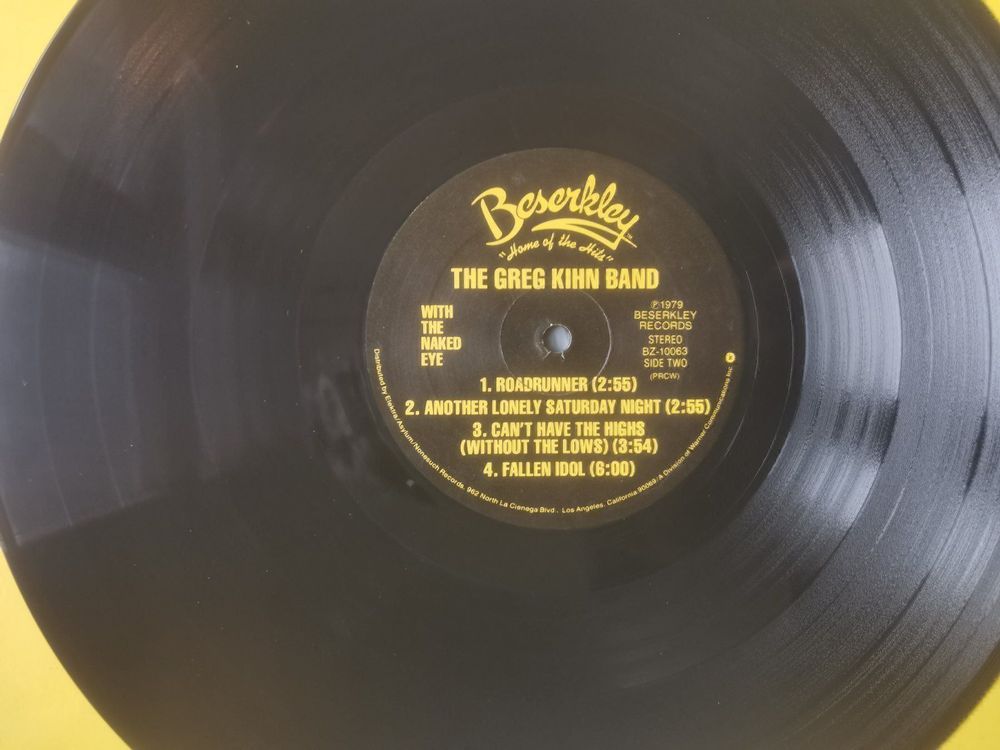 Beserkley™
"Home of the Hits"
THE GREG KIHN BAND
WITH
THE
NAKED
EYE
℗1979
BESERKLEY
RECORDS
STEREO
BZ-10063
SIDE TWO
(PRCW)
1. ROADRUNNER (2:55)
2. ANOTHER LONELY SATURDAY NIGHT (2:55)
3. CAN'T HAVE THE HIGHS
(WITHOUT THE LOWS) (3:54)
4. FALLEN IDOL (6:00)
Distributed by Elektra/Asylum/Nonesuch Records, 962 North La Cienega Blvd., Los Angeles, California 90069/A Division of Warner Communications Inc.